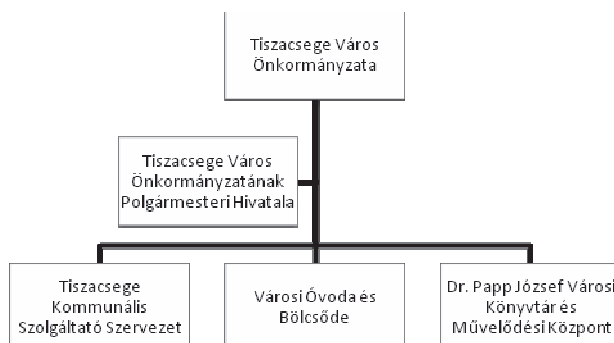 Tiszacsege Város
Önkormányzata
Tiszacsege Város
Önkormányzatának
Polgármesteri Hivatala
Tiszacsege
Kommunális
Szolgáltató Szervezet
Városi Óvoda és
Bölcsőde
Dr. Papp József Városi
Könyvtár és
Művelődési Központ